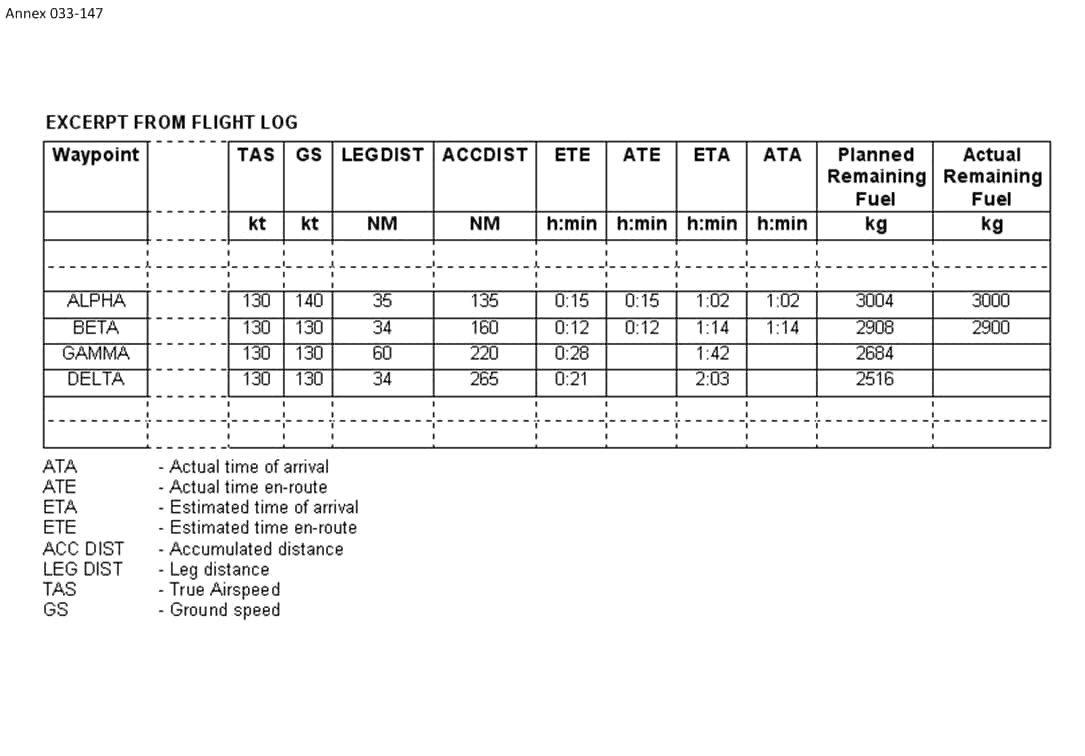 Annex 033-147
EXCERPT FROM FLIGHT LOG
Waypoint TAS GS LEGDIST ACCDIST ETE ATE ETA ATA Planned Remaining Fuel Actual Remaining Fuel
kt kt NM NM h:min h:min h:min h:min kg kg
ALPHA 130 140 35 135 0:15 0:15 1:02 1:02 3004 3000
BETA 130 130 34 160 0:12 0:12 1:14 1:14 2908 2900
GAMMA 130 130 60 220 0:28 1:42 2684
DELTA 130 130 34 265 0:21 2:03 2516
ATA - Actual time of arrival
ATE - Actual time en-route
ETA - Estimated time of arrival
ETE - Estimated time en-route
ACC DIST - Accumulated distance
LEG DIST - Leg distance
TAS - True Airspeed
GS - Ground speed